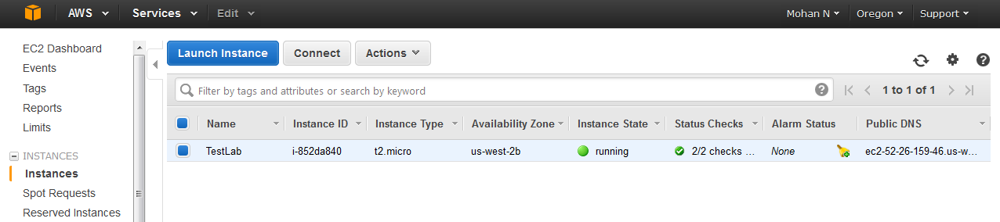 AWS Services Edit Mohan N Oregon Support
EC2 Dashboard
Events
Tags
Reports
Limits
INSTANCES
Instances
Spot Requests
Reserved Instances
Launch Instance Connect Actions
Filter by tags and attributes or search by keyword 1 to 1 of 1
Name Instance ID Instance Type Availability Zone Instance State Status Checks Alarm Status Public DNS
TestLab i-852da840 t2.micro us-west-2b running 2/2 checks ... None ec2-52-26-159-46.us-w...